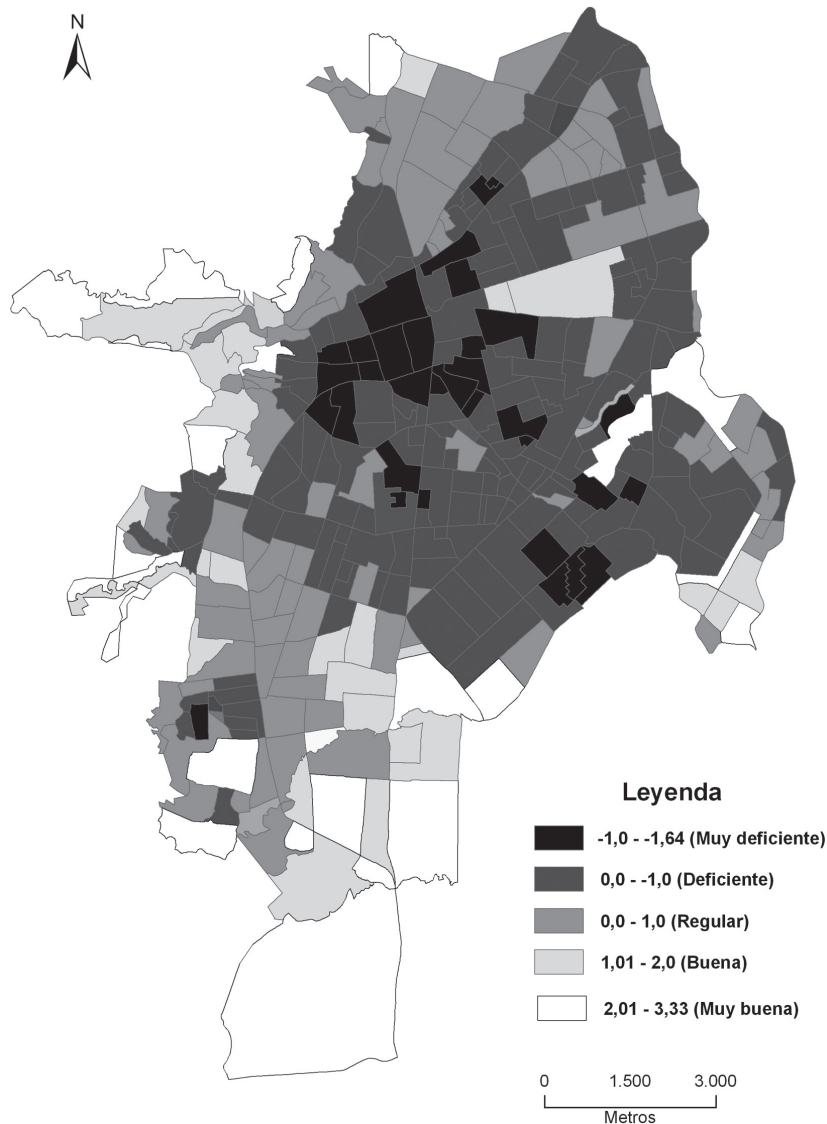 N
Leyenda
-1,0 - -1,64 (Muy deficiente)
0,0 - -1,0 (Deficiente)
0,0 - 1,0 (Regular)
1,01 - 2,0 (Buena)
2,01 - 3,33 (Muy buena)
0 1.500 3.000
Metros